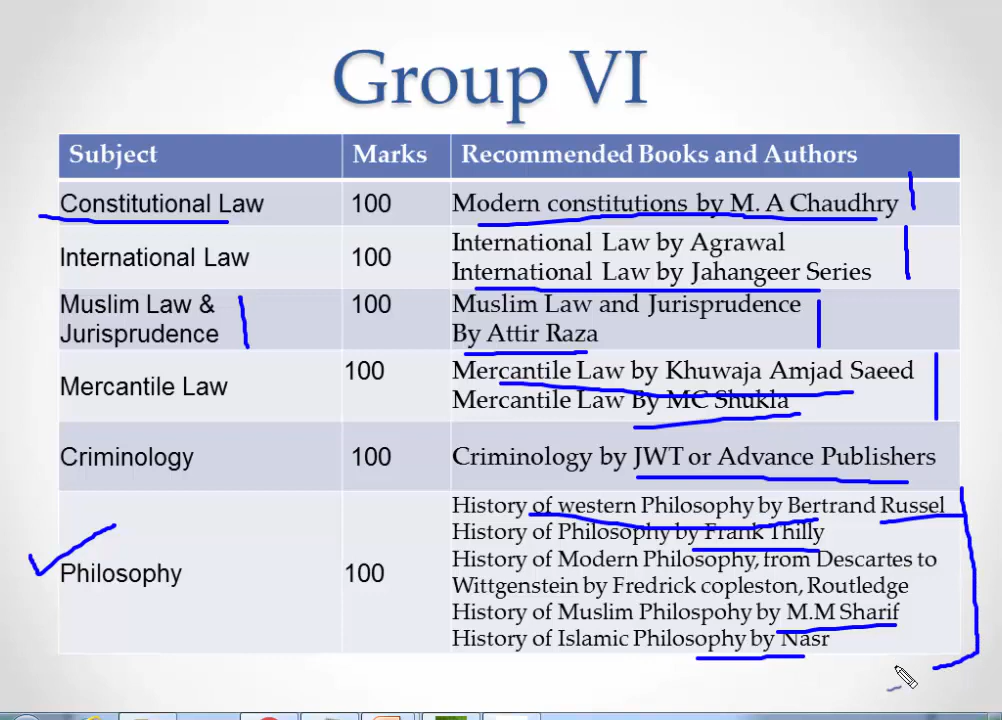 Group VI
Subject Marks Recommended Books and Authors
Constitutional Law 100 Modern constitutions by M. A Chaudhry
International Law 100 International Law by Agrawal
International Law by Jahangeer Series
Muslim Law & 100 Muslim Law and Jurisprudence
Jurisprudence By Attir Raza
Mercantile Law 100 Mercantile Law by Khuwaja Amjad Saeed
Mercantile Law By MC Shukla
Criminology 100 Criminology by JWT or Advance Publishers
Philosophy 100 History of western Philosophy by Bertrand Russel
History of Philosophy by Frank Thilly
History of Modern Philosophy, from Descartes to
Wittgenstein by Fredrick copleston, Routledge
History of Muslim Philospohy by M.M Sharif
History of Islamic Philosophy by Nasr